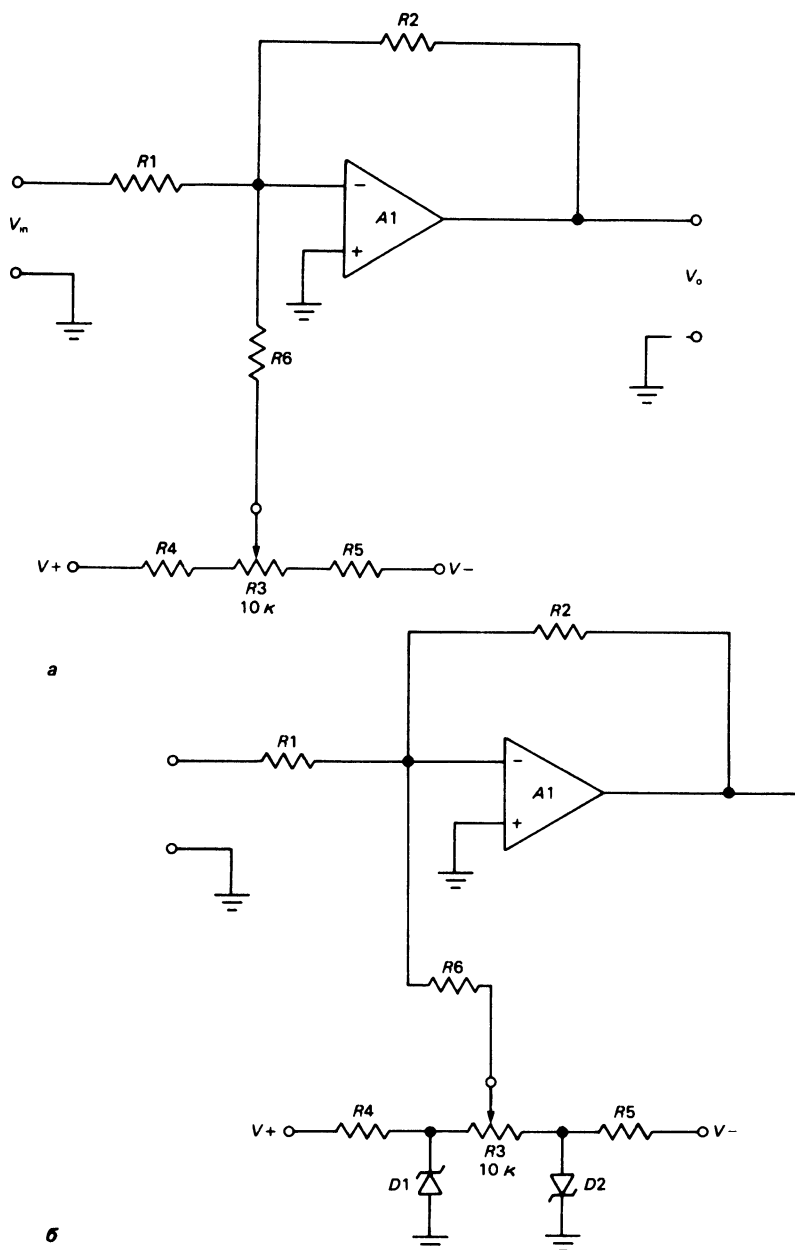 R2
R1
V_in
−
A1
+
V_o
R6
V+ R4 R5 V−
R3
10 к
а
R2
R1
−
A1
+
R6
V+ R4 R5 V−
R3
10 к
D1 D2
б